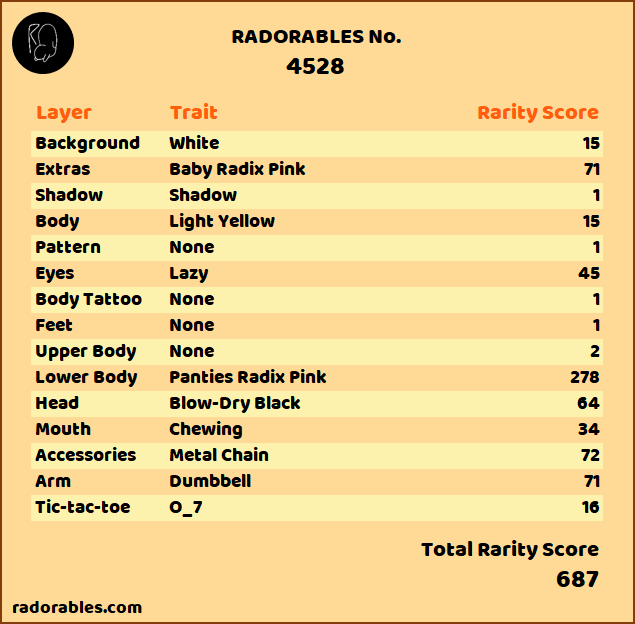 RADORABLES No.
4528
Layer Trait Rarity Score
Background White 15
Extras Baby Radix Pink 71
Shadow Shadow 1
Body Light Yellow 15
Pattern None 1
Eyes Lazy 45
Body Tattoo None 1
Feet None 1
Upper Body None 2
Lower Body Panties Radix Pink 278
Head Blow-Dry Black 64
Mouth Chewing 34
Accessories Metal Chain 72
Arm Dumbbell 71
Tic-tac-toe O_7 16
Total Rarity Score
687
radorables.com